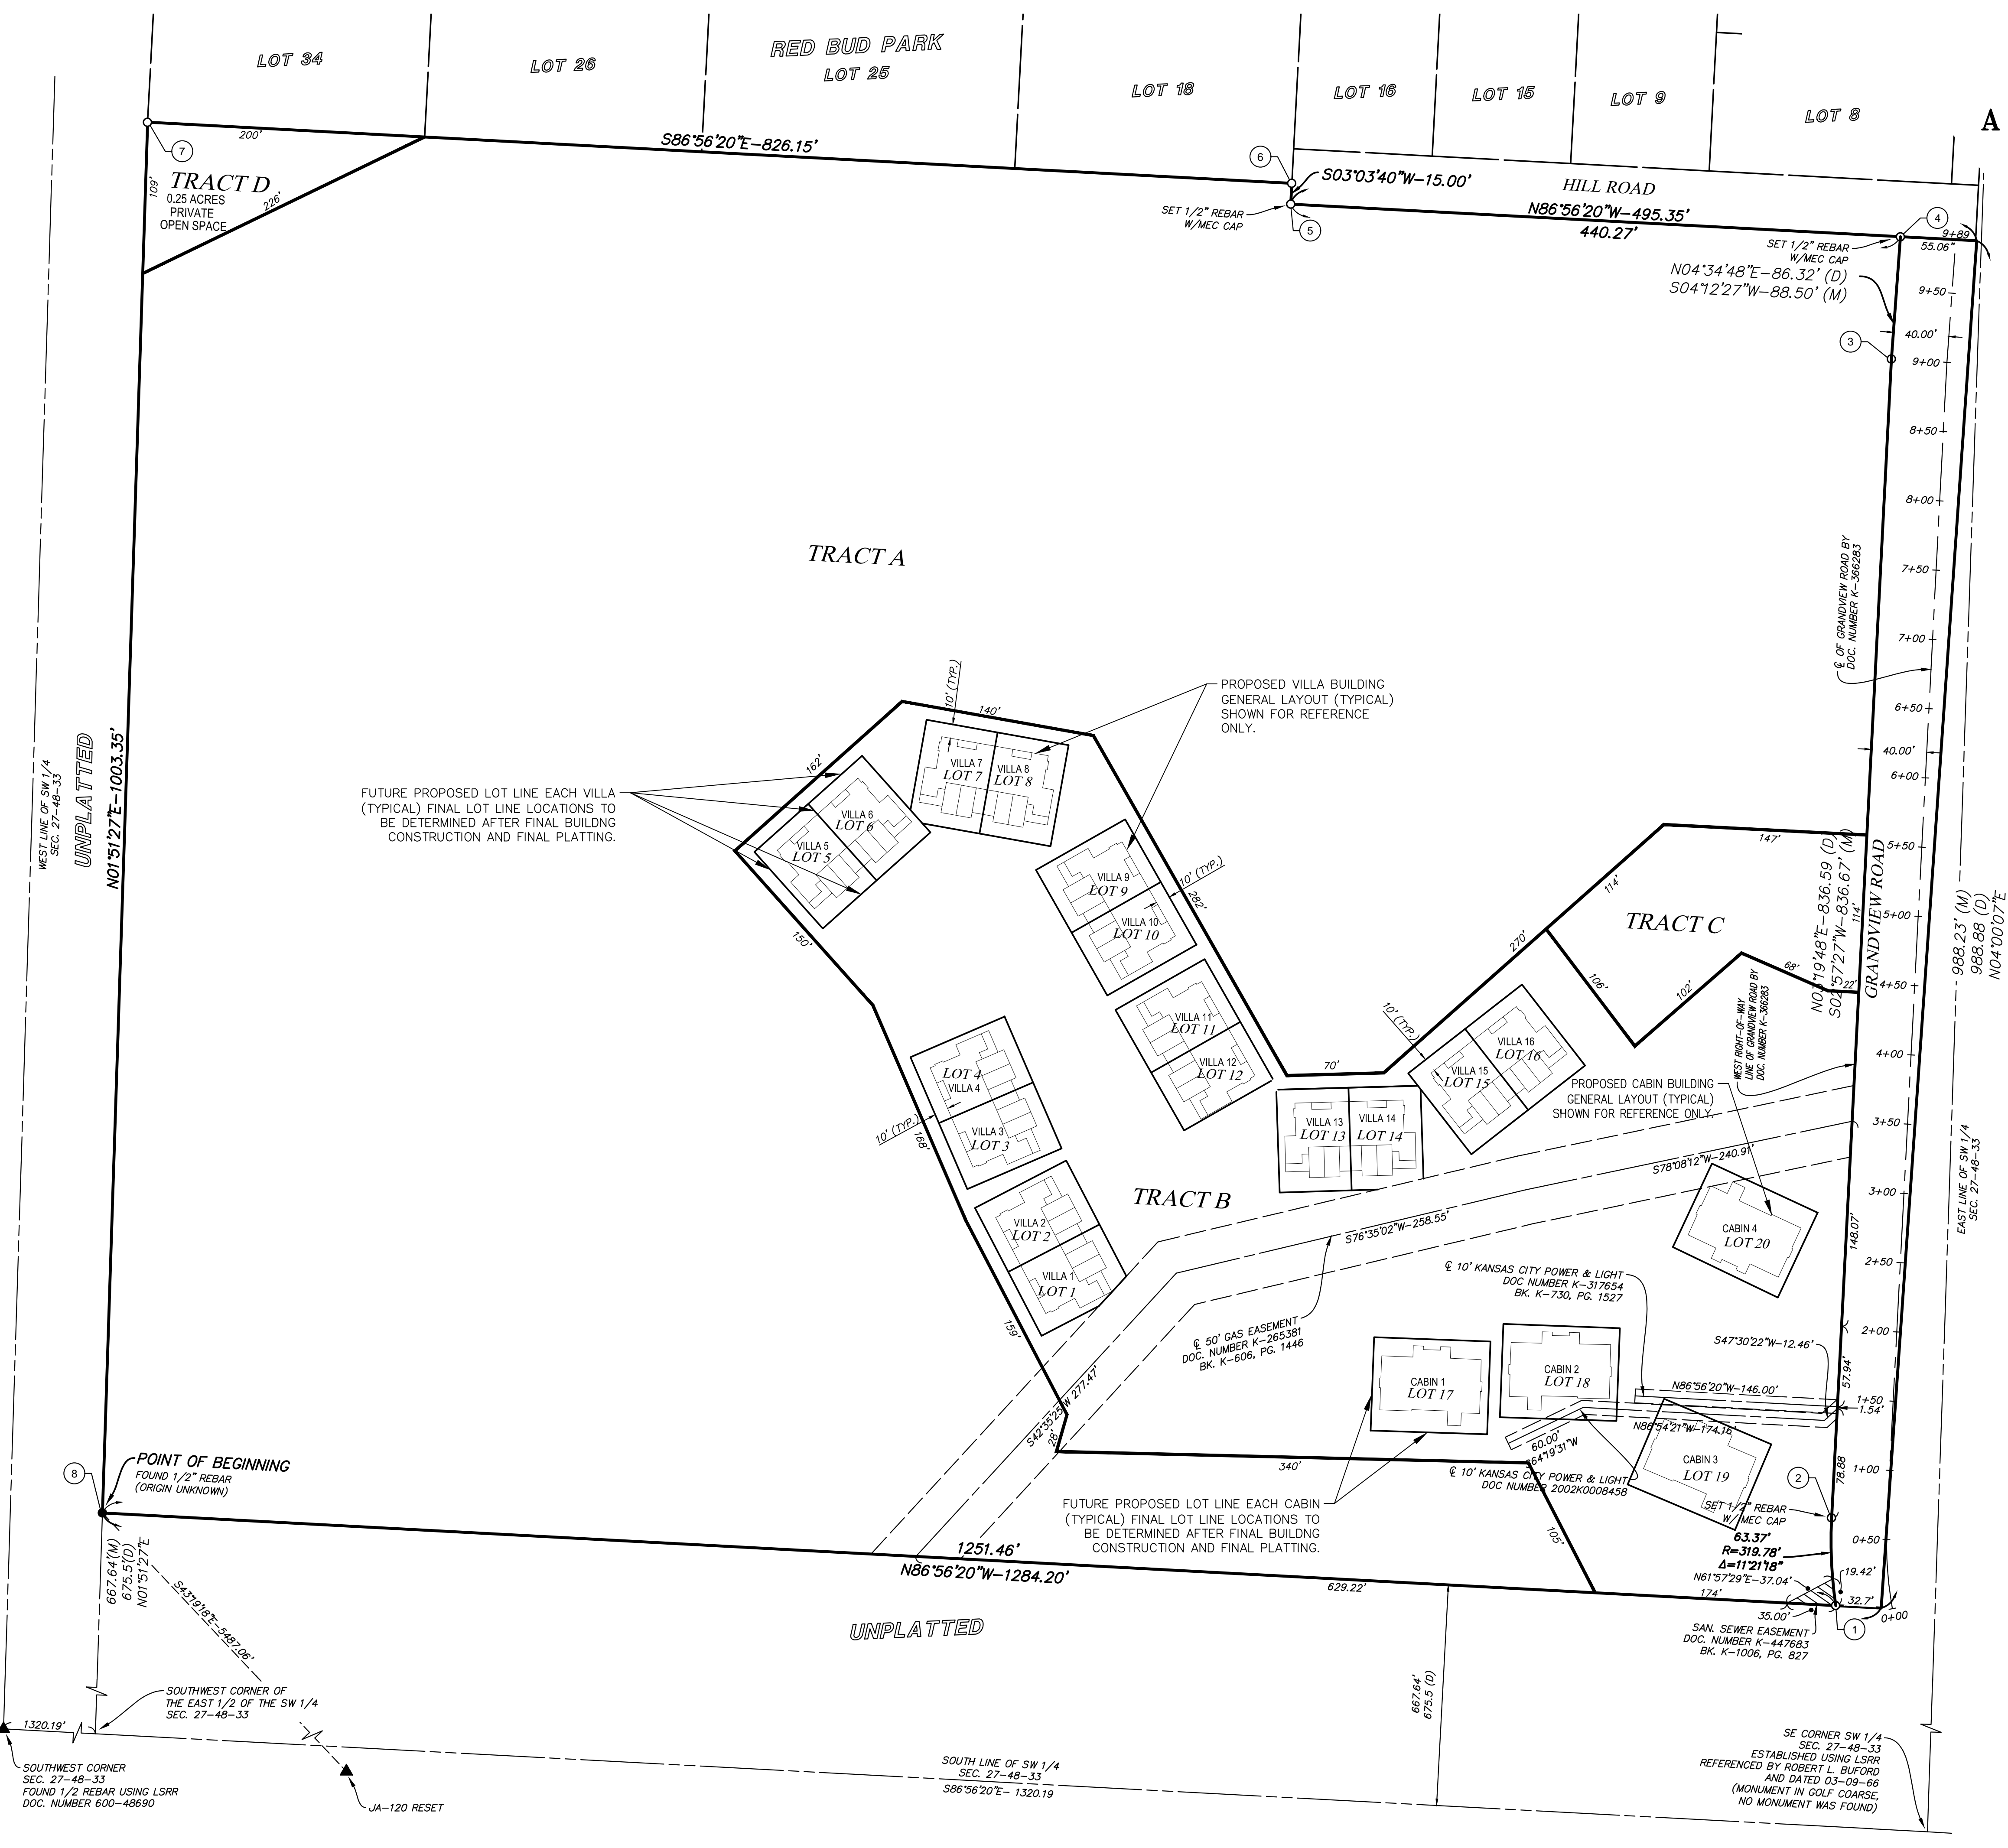 RED BUD PARK
LOT 34
LOT 26
LOT 25
LOT 18
LOT 16
LOT 15
LOT 9
LOT 8
A
7
200'
S86°56'20"E-826.15'
6
S03°03'40"W-15.00'
HILL ROAD
109'
TRACT D
0.25 ACRES
PRIVATE
OPEN SPACE
226'
SET 1/2" REBAR
W/MEC CAP
5
N86°56'20"W-495.35'
440.27'
4
9+89
55.06"
SET 1/2" REBAR
W/MEC CAP
N04°34'48"E-86.32' (D)
S04°12'27"W-88.50' (M)
9+50
40.00'
3
9+00
8+50
8+00
TRACT A
℄ OF GRANDVIEW ROAD BY
DOC. NUMBER K-366283
7+50
7+00
6+50
40.00'
6+00
5+50
5+00
4+50
4+00
3+50
3+00
2+50
2+00
1+50
1+00
0+50
0+00
WEST LINE OF SW 1/4
SEC. 27-48-33
UNPLATTED
N01°51'27"E-1003.35'
10' (TYP.)
140'
PROPOSED VILLA BUILDING
GENERAL LAYOUT (TYPICAL)
SHOWN FOR REFERENCE
ONLY.
162'
FUTURE PROPOSED LOT LINE EACH VILLA
(TYPICAL) FINAL LOT LINE LOCATIONS TO
BE DETERMINED AFTER FINAL BUILDNG
CONSTRUCTION AND FINAL PLATTING.
VILLA 7
LOT 7
VILLA 8
LOT 8
VILLA 6
LOT 6
VILLA 5
LOT 5
VILLA 9
LOT 9
10' (TYP.)
282'
VILLA 10
LOT 10
150'
VILLA 11
LOT 11
VILLA 12
LOT 12
LOT 4
VILLA 4
VILLA 3
LOT 3
10' (TYP.)
168'
VILLA 2
LOT 2
VILLA 1
LOT 1
159'
70'
270'
10' (TYP.)
VILLA 13
LOT 13
VILLA 14
LOT 14
VILLA 15
LOT 15
VILLA 16
LOT 16
147'
114'
TRACT C
114'
106'
102'
68'
22'
N03°19'48"E-836.59 (D)
S02°57'27"W-836.67' (M)
GRANDVIEW ROAD
988.23' (M)
988.88 (D)
N04°00'07"E
WEST RIGHT-OF-WAY
LINE OF GRANDVIEW ROAD BY
DOC. NUMBER K-366283
PROPOSED CABIN BUILDING
GENERAL LAYOUT (TYPICAL)
SHOWN FOR REFERENCE ONLY.
S78°08'12"W-240.91'
TRACT B
S76°35'02"W-258.55'
EAST LINE OF SW 1/4
SEC. 27-48-33
CABIN 4
LOT 20
148.07'
℄ 10' KANSAS CITY POWER & LIGHT
DOC NUMBER K-317654
BK. K-730, PG. 1527
℄ 50' GAS EASEMENT
DOC. NUMBER K-265381
BK. K-606, PG. 1446
S47°30'22"W-12.46'
57.94'
N86°56'20"W-146.00'
1.54'
CABIN 1
LOT 17
CABIN 2
LOT 18
N86°54'21"W-174.16'
S42°35'25"W 277.47'
28'
60.00'
S64°19'31"W
CABIN 3
LOT 19
340'
℄ 10' KANSAS CITY POWER & LIGHT
DOC NUMBER 2002K0008458
78.88
2
SET 1/2" REBAR
W/ MEC CAP
POINT OF BEGINNING
FOUND 1/2" REBAR
(ORIGIN UNKNOWN)
8
FUTURE PROPOSED LOT LINE EACH CABIN
(TYPICAL) FINAL LOT LINE LOCATIONS TO
BE DETERMINED AFTER FINAL BUILDNG
CONSTRUCTION AND FINAL PLATTING.
105'
63.37'
R=319.78'
Δ=11°21'18"
N61°57'29"E-37.04'
19.42'
1251.46'
N86°56'20"W-1284.20'
629.22'
174'
32.7'
35.00'
1
SAN. SEWER EASEMENT
DOC. NUMBER K-447683
BK. K-1006, PG. 827
667.64'(M)
675.5'(D)
N01°51'27"E
S43°19'18"E-5487.06'
UNPLATTED
667.64'
675.5 (D)
SOUTHWEST CORNER OF
THE EAST 1/2 OF THE SW 1/4
SEC. 27-48-33
1320.19'
SOUTHWEST CORNER
SEC. 27-48-33
FOUND 1/2 REBAR USING LSRR
DOC. NUMBER 600-48690
JA-120 RESET
SOUTH LINE OF SW 1/4
SEC. 27-48-33
S86°56'20"E- 1320.19
SE CORNER SW 1/4
SEC. 27-48-33
ESTABLISHED USING LSRR
REFERENCED BY ROBERT L. BUFORD
AND DATED 03-09-66
(MONUMENT IN GOLF COARSE,
NO MONUMENT WAS FOUND)